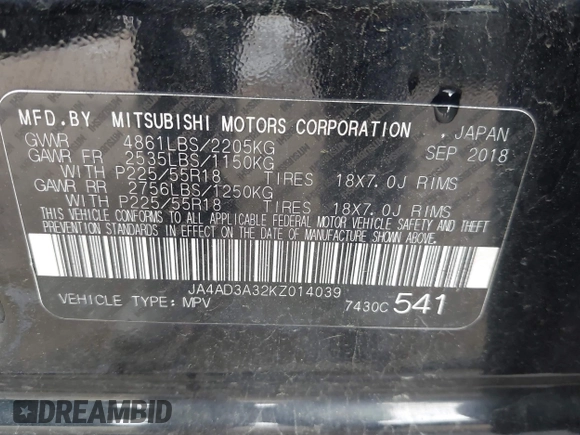 MFD.BY MITSUBISHI MOTORS CORPORATION , JAPAN
GVWR 4861LBS/2205KG SEP 2018
GAWR FR 2535LBS/1150KG
WITH P225/55R18 TIRES 18X7.0J RIMS
GAWR RR 2756LBS/1250KG
WITH P225/55R18 TIRES 18X7.0J RIMS
THIS VEHICLE CONFORMS TO ALL APPLICABLE FEDERAL MOTOR VEHICLE SAFETY AND THEFT
PREVENTION STANDARDS IN EFFECT ON THE DATE OF MANUFACTURE SHOWN ABOVE.
JA4AD3A32KZ014039
VEHICLE TYPE: MPV 7430C 541
DREAMBID